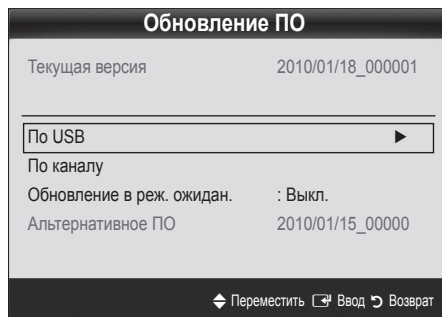 Обновление ПО
Текущая версия 2010/01/18_000001
По USB ►
По каналу
Обновление в реж. ожидан. : Выкл.
Альтернативное ПО 2010/01/15_00000
Переместить Ввод Возврат